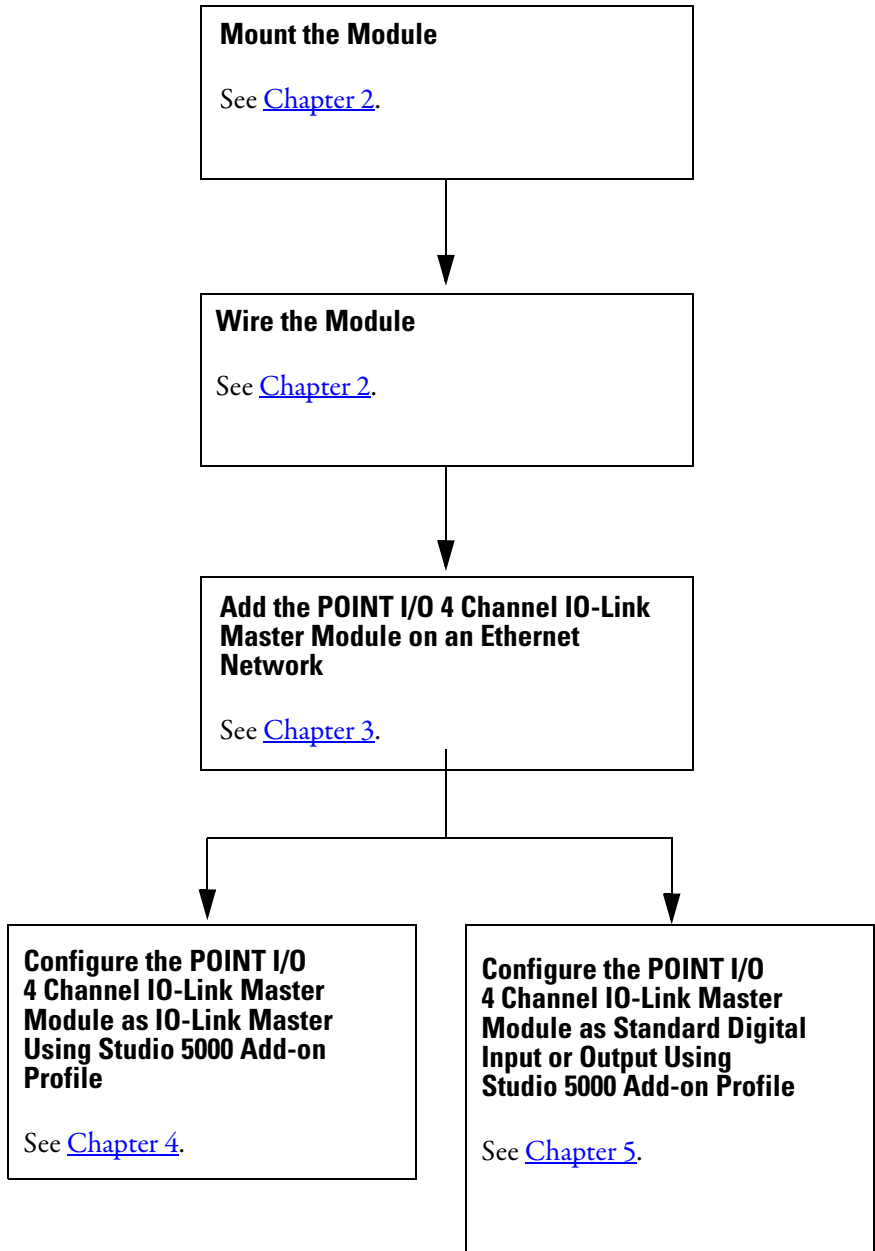 Mount the Module
See Chapter 2.
Wire the Module
See Chapter 2.
Add the POINT I/O 4 Channel IO-Link
Master Module on an Ethernet
Network
See Chapter 3.
Configure the POINT I/O
4 Channel IO-Link Master
Module as IO-Link Master
Using Studio 5000 Add-on
Profile
See Chapter 4.
Configure the POINT I/O
4 Channel IO-Link Master
Module as Standard Digital
Input or Output Using
Studio 5000 Add-on Profile
See Chapter 5.